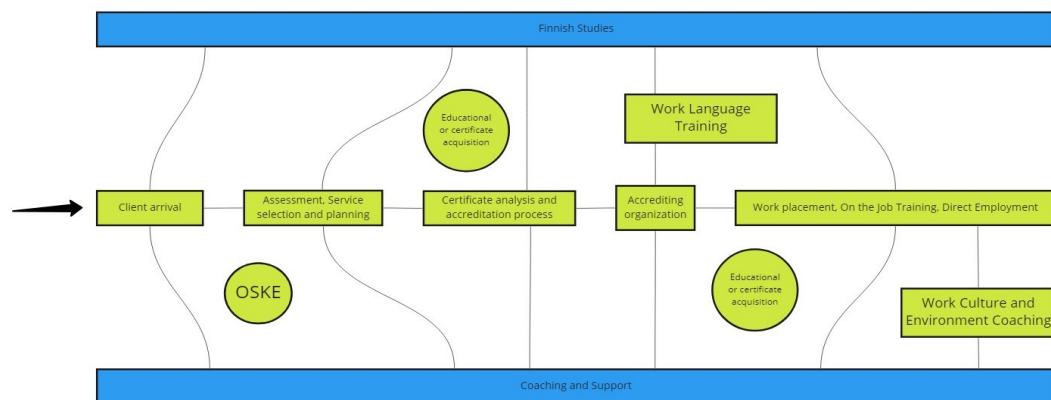 Finnish Studies
Educational
or certificate
acquisition
Work Language
Training
Client arrival
Assessment, Service
selection and planning
Certificate analysis and
accreditation process
Accrediting
organization
Work placement, On the Job Training, Direct Employment
OSKE
Educational
or certificate
acquisition
Work Culture and
Environment Coaching
Coaching and Support